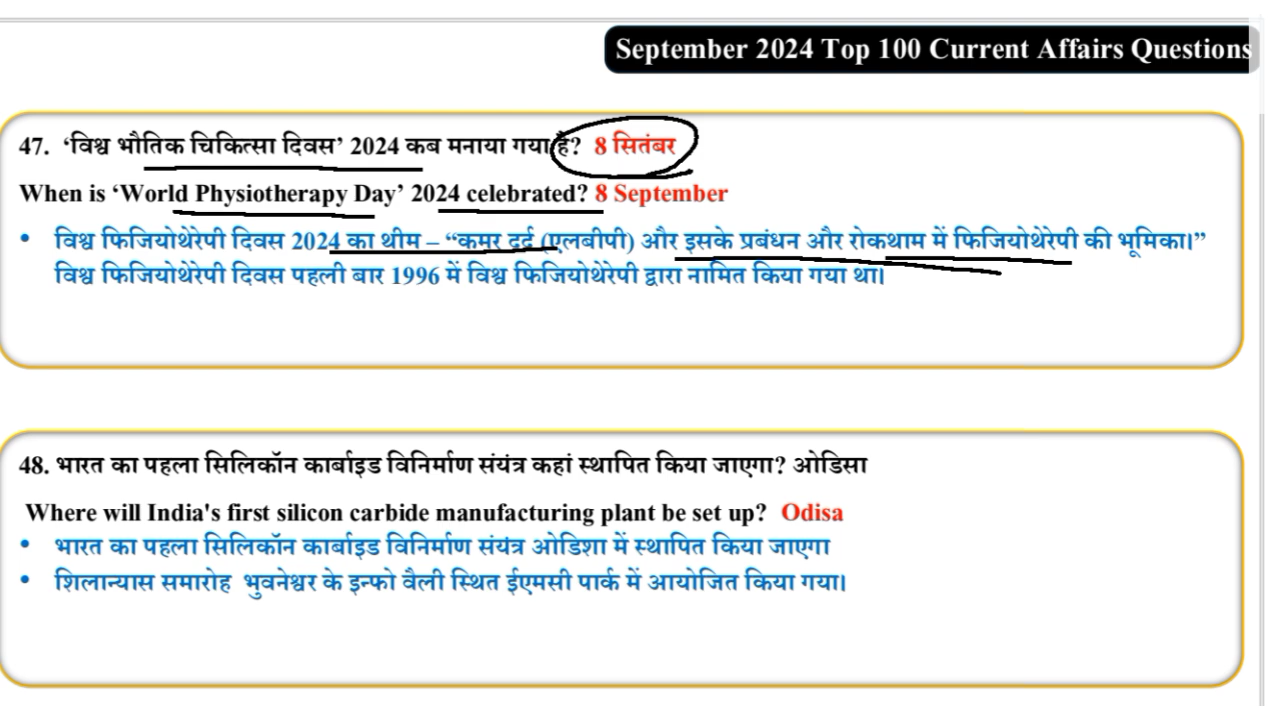 September 2024 Top 100 Current Affairs Questions
47. ‘विश्व भौतिक चिकित्सा दिवस’ 2024 कब मनाया गया है? 8 सितंबर
When is ‘World Physiotherapy Day’ 2024 celebrated? 8 September
• विश्व फिजियोथेरेपी दिवस 2024 का थीम – “कमर दर्द (एलबीपी) और इसके प्रबंधन और रोकथाम में फिजियोथेरेपी की भूमिका।”
विश्व फिजियोथेरेपी दिवस पहली बार 1996 में विश्व फिजियोथेरेपी द्वारा नामित किया गया था।
48. भारत का पहला सिलिकॉन कार्बाइड विनिर्माण संयंत्र कहां स्थापित किया जाएगा? ओडिसा
Where will India's first silicon carbide manufacturing plant be set up? Odisa
• भारत का पहला सिलिकॉन कार्बाइड विनिर्माण संयंत्र ओडिशा में स्थापित किया जाएगा
• शिलान्यास समारोह भुवनेश्वर के इन्फो वैली स्थित ईएमसी पार्क में आयोजित किया गया।